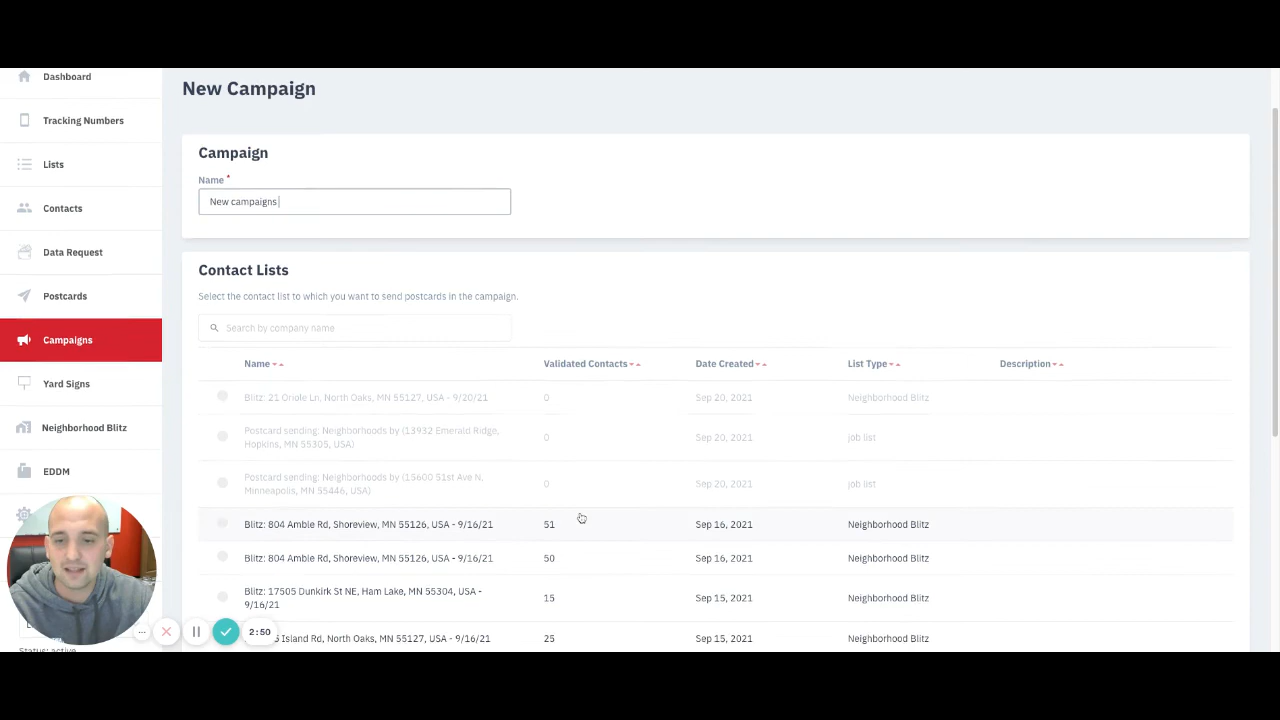 Dashboard
Tracking Numbers
Lists
Contacts
Data Request
Postcards
Campaigns
Yard Signs
Neighborhood Blitz
EDDM
Status: active
New Campaign
Campaign
Name *
New campaigns
Contact Lists
Select the contact list to which you want to send postcards in the campaign.
Search by company name
Name Validated Contacts Date Created List Type Description
Blitz: 21 Oriole Ln, North Oaks, MN 55127, USA - 9/20/21 0 Sep 20, 2021 Neighborhood Blitz
Postcard sending: Neighborhoods by (13932 Emerald Ridge,
Hopkins, MN 55305, USA) 0 Sep 20, 2021 job list
Postcard sending: Neighborhoods by (15600 51st Ave N,
Minneapolis, MN 55446, USA) 0 Sep 20, 2021 job list
Blitz: 804 Amble Rd, Shoreview, MN 55126, USA - 9/16/21 51 Sep 16, 2021 Neighborhood Blitz
Blitz: 804 Amble Rd, Shoreview, MN 55126, USA - 9/16/21 50 Sep 16, 2021 Neighborhood Blitz
Blitz: 17505 Dunkirk St NE, Ham Lake, MN 55304, USA -
9/16/21 15 Sep 15, 2021 Neighborhood Blitz
Island Rd, North Oaks, MN 55127, USA - 9/16/21 25 Sep 15, 2021 Neighborhood Blitz
2:50